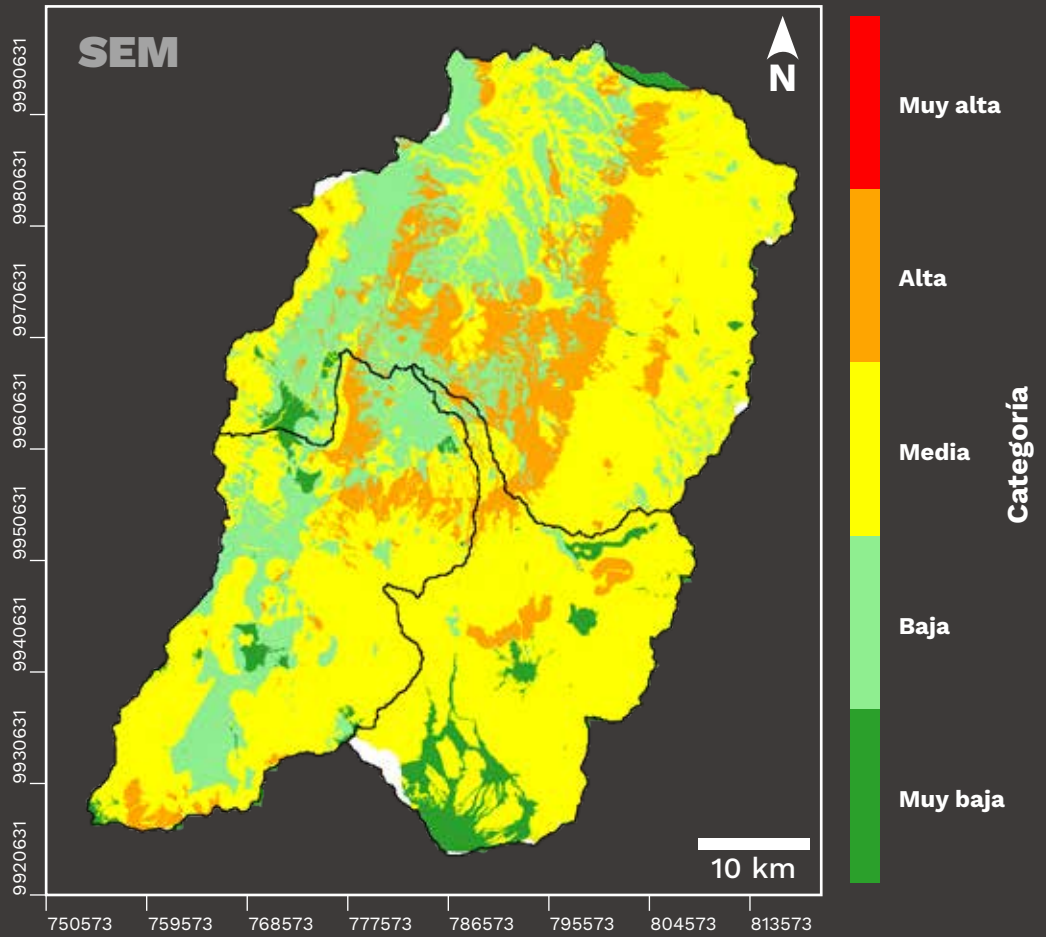 SEM
N
9990631
9980631
9970631
9960631
9950631
9940631
9930631
9920631
10 km
750573
759573
768573
777573
786573
795573
804573
813573
Muy alta
Alta
Media
Baja
Muy baja
Categoría